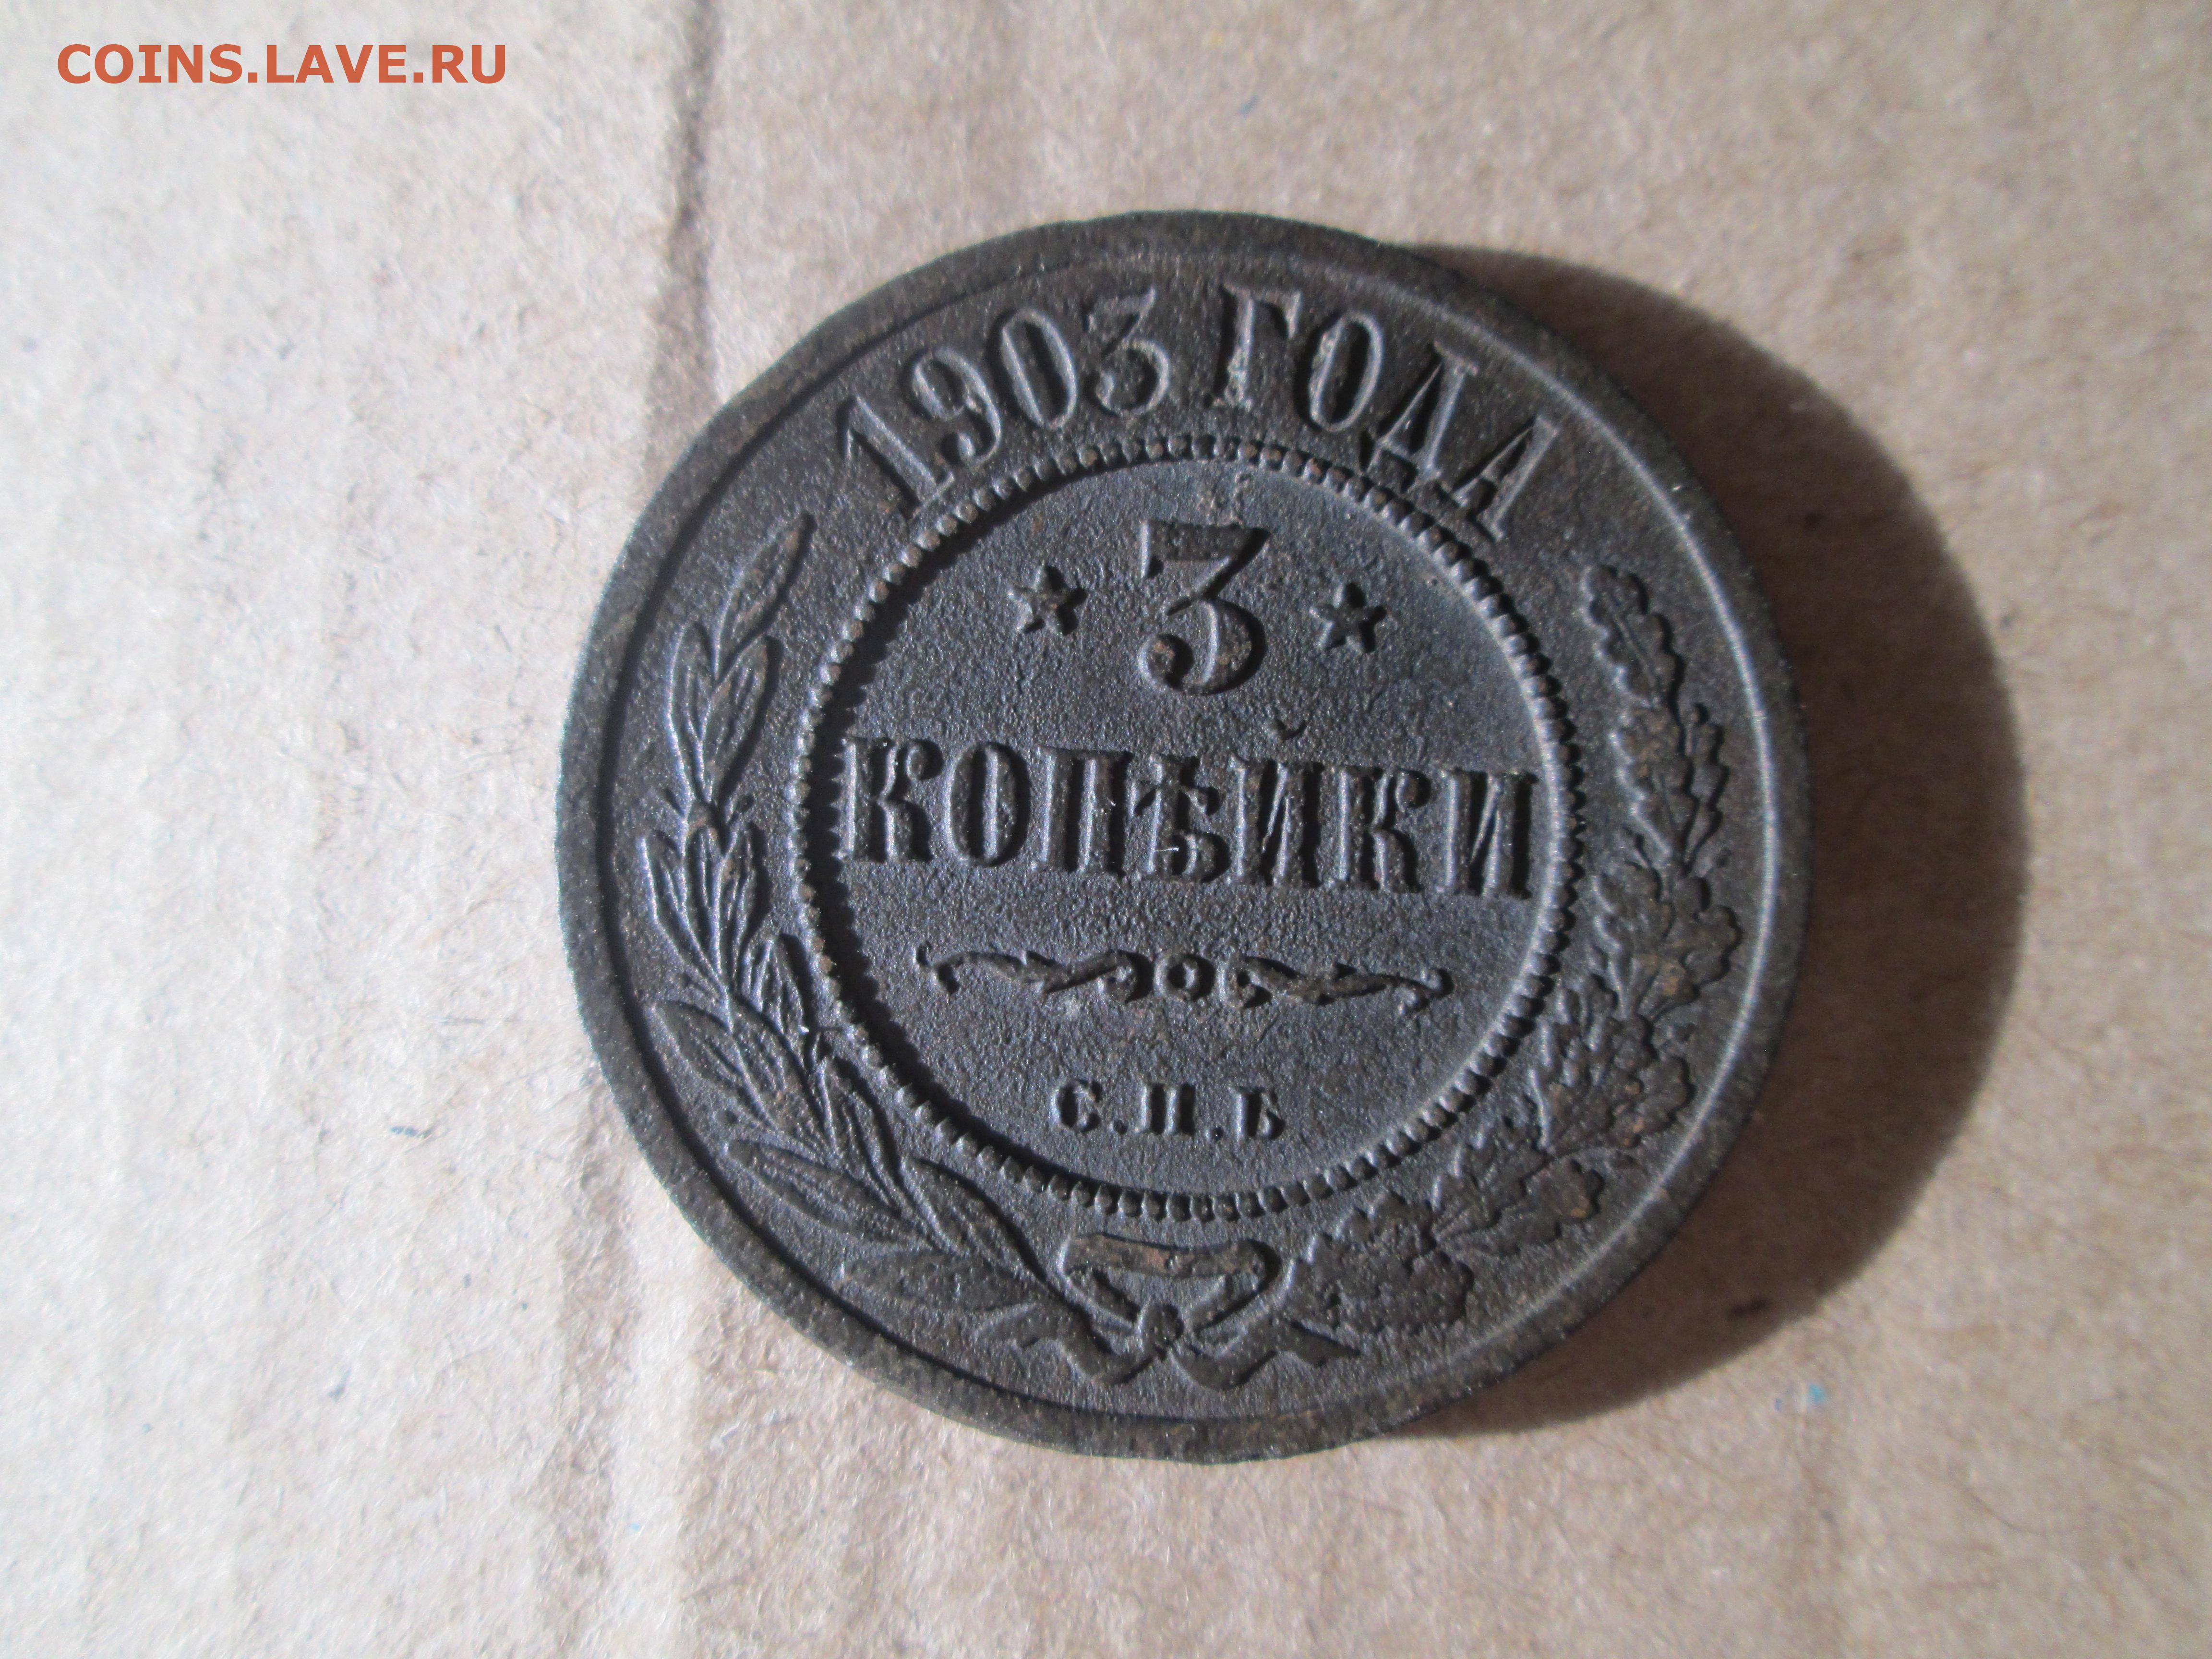 COINS.LAVE.RU
1903 ГОДА
3
КОПѢЙКИ
С.П.Б